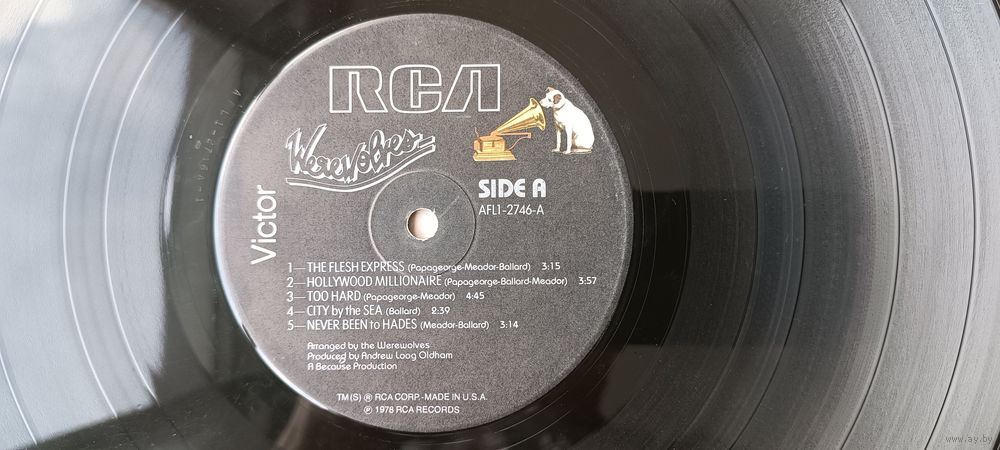 RCA
Werewolves
Victor
SIDE A
AFL1-2746-A
1—THE FLESH EXPRESS (Papageorge-Meador-Ballard) 3:15
2—HOLLYWOOD MILLIONAIRE (Papageorge-Ballard-Meador) 3:57
3—TOO HARD (Papageorge-Meador) 4:45
4—CITY by the SEA (Ballard) 2:39
5—NEVER BEEN to HADES (Meador-Ballard) 3:14
Arranged by the Werewolves
Produced by Andrew Loog Oldham
A Because Production
TM(S) ® RCA CORP.-MADE IN U.S.A.
℗ 1978 RCA RECORDS
www.ay.by